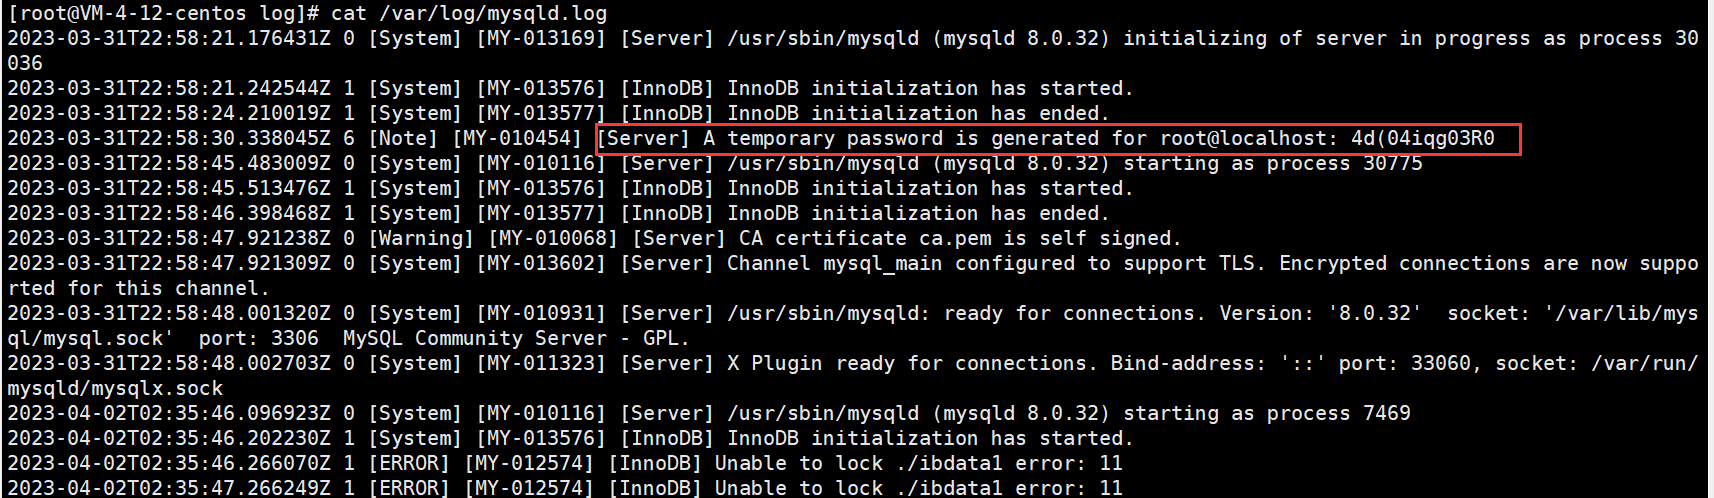 [root@VM-4-12-centos log]# cat /var/log/mysqld.log
2023-03-31T22:58:21.176431Z 0 [System] [MY-013169] [Server] /usr/sbin/mysqld (mysqld 8.0.32) initializing of server in progress as process 30
036
2023-03-31T22:58:21.242544Z 1 [System] [MY-013576] [InnoDB] InnoDB initialization has started.
2023-03-31T22:58:24.210019Z 1 [System] [MY-013577] [InnoDB] InnoDB initialization has ended.
2023-03-31T22:58:30.338045Z 6 [Note] [MY-010454] [Server] A temporary password is generated for root@localhost: 4d(04iqg03R0
2023-03-31T22:58:45.483009Z 0 [System] [MY-010116] [Server] /usr/sbin/mysqld (mysqld 8.0.32) starting as process 30775
2023-03-31T22:58:45.513476Z 1 [System] [MY-013576] [InnoDB] InnoDB initialization has started.
2023-03-31T22:58:46.398468Z 1 [System] [MY-013577] [InnoDB] InnoDB initialization has ended.
2023-03-31T22:58:47.921238Z 0 [Warning] [MY-010068] [Server] CA certificate ca.pem is self signed.
2023-03-31T22:58:47.921309Z 0 [System] [MY-013602] [Server] Channel mysql_main configured to support TLS. Encrypted connections are now suppo
rted for this channel.
2023-03-31T22:58:48.001320Z 0 [System] [MY-010931] [Server] /usr/sbin/mysqld: ready for connections. Version: '8.0.32'  socket: '/var/lib/mys
ql/mysql.sock'  port: 3306  MySQL Community Server - GPL.
2023-03-31T22:58:48.002703Z 0 [System] [MY-011323] [Server] X Plugin ready for connections. Bind-address: '::' port: 33060, socket: /var/run/
mysqld/mysqlx.sock
2023-04-02T02:35:46.096923Z 0 [System] [MY-010116] [Server] /usr/sbin/mysqld (mysqld 8.0.32) starting as process 7469
2023-04-02T02:35:46.202230Z 1 [System] [MY-013576] [InnoDB] InnoDB initialization has started.
2023-04-02T02:35:46.266070Z 1 [ERROR] [MY-012574] [InnoDB] Unable to lock ./ibdata1 error: 11
2023-04-02T02:35:47.266249Z 1 [ERROR] [MY-012574] [InnoDB] Unable to lock ./ibdata1 error: 11